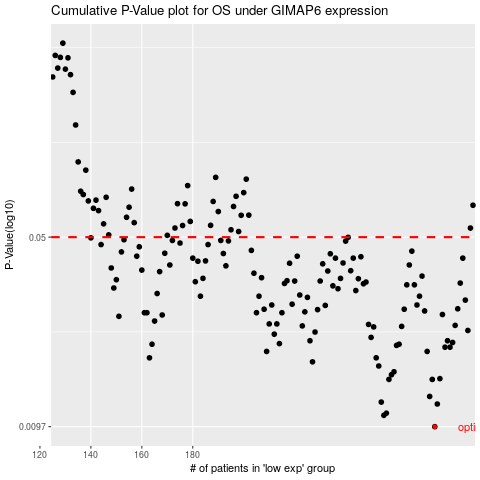 Cumulative P-Value plot for OS under GIMAP6 expression
P-Value(log10)
0.05
0.0097
opti
120 140 160 180
# of patients in 'low exp' group